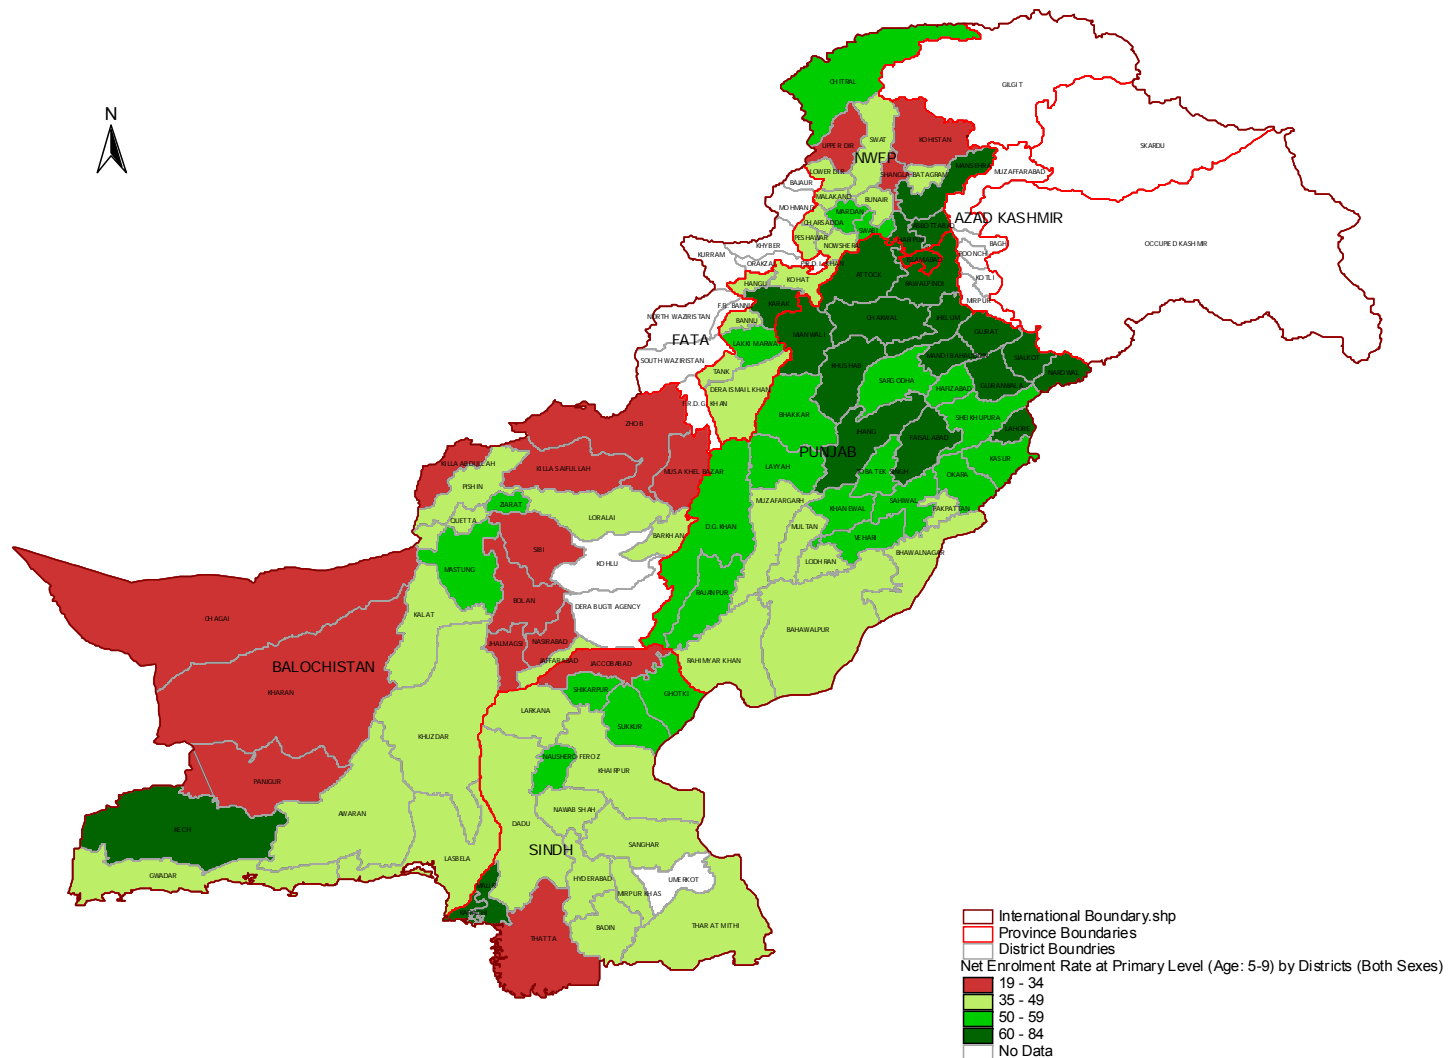 N
CHITRAL
GILGIT
SKARDU
UPPER DIR
SWAT
KOHISTAN
NWFP
LOWER DIR
SHANGLA
BATAGRAM
MANSEHRA
MUZAFFARABAD
BAJAUR
MALAKAND
BUNAIR
MOHMAND
MARDAN
CHARSADDA
SWABI
ABBOTTABAD
AZAD KASHMIR
OCCUPIED KASHMIR
PESHAWAR
NOWSHERA
HARIPUR
BAGH
KHYBER
KURRAM
ORAKZAI
ISLAMABAD
POONCH
KOTLI
HANGU
KOHAT
ATTOCK
RAWALPINDI
MIRPUR
F.R. BANNU
KARAK
NORTH WAZIRISTAN
BANNU
CHAKWAL
JHELUM
FATA
LAKKI MARWAT
MIANWALI
GUJRAT
SOUTH WAZIRISTAN
TANK
KHUSHAB
MANDI BAHAUDDIN
SIALKOT
NARowAL
DERA ISMAIL KHAN
SARGODHA
HAFIZABAD
GUJRANWALA
F.R.D.G. KHAN
BHAKKAR
SHEIKHUPURA
ZHOB
JHANG
FAISALABAD
LAHORE
PUNJAB
KASUR
KILLA ABDULLAH
KILLA SAIFULLAH
MUSA KHEL BAZAR
LAYYAH
TOBA TEK SINGH
OKARA
PISHIN
ZIARAT
MUZAFARGARH
KHANEWAL
SAHIWAL
PAKPATTAN
QUETTA
LORALAI
D.G. KHAN
MULTAN
VEHARI
BARKHAN
BHAWALNAGAR
SIBI
KOHLU
LODHRAN
MASTUNG
RAJANPUR
BOLAN
DERA BUGTI AGENCY
CHAGAI
KALAT
BAHAWALPUR
JHALMAGSI
NASIRABAD
JAFFARABAD
JACCOBABAD
RAHIMYAR KHAN
BALOCHISTAN
KHARAN
SHIKARPUR
GHOTKI
LARKANA
SUKKUR
KHUZDAR
NAUSHERO FEROZ
KHAIRPUR
PANJGUR
AWARAN
NAWAB SHAH
DADU
KECH
SANGHAR
SINDH
LASBELA
GWADAR
HYDERABAD
MIRPUR KHAS
UMERKOT
MALIR
BADIN
THAR AT MITHI
THATTA
International Boundary.shp
Province Boundaries
District Boundries
Net Enrolment Rate at Primary Level (Age: 5-9) by Districts (Both Sexes)
19 - 34
35 - 49
50 - 59
60 - 84
No Data